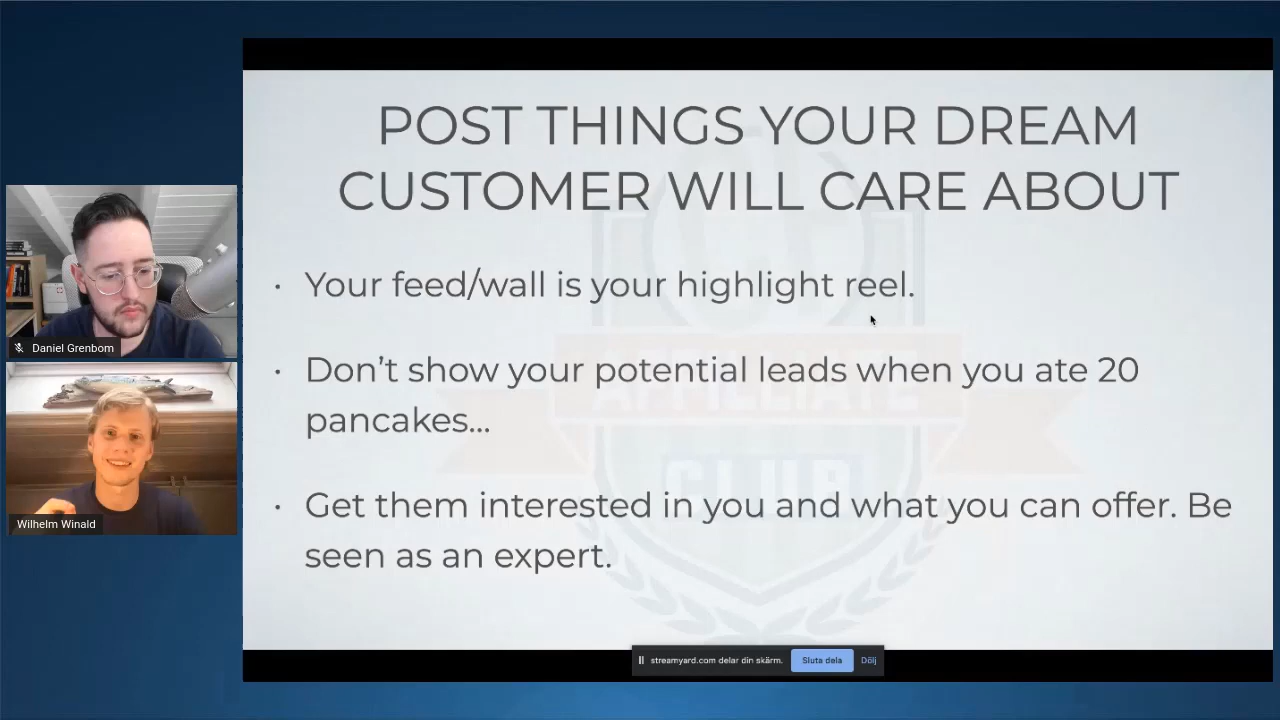 POST THINGS YOUR DREAM
CUSTOMER WILL CARE ABOUT
• Your feed/wall is your highlight reel.
• Don’t show your potential leads when you ate 20
pancakes...
• Get them interested in you and what you can offer. Be
seen as an expert.
AFFILLIATE
CLUB
Daniel Grenbom
Wilhelm Winald
streamyard.com delar din skärm.
Sluta dela
Dölj